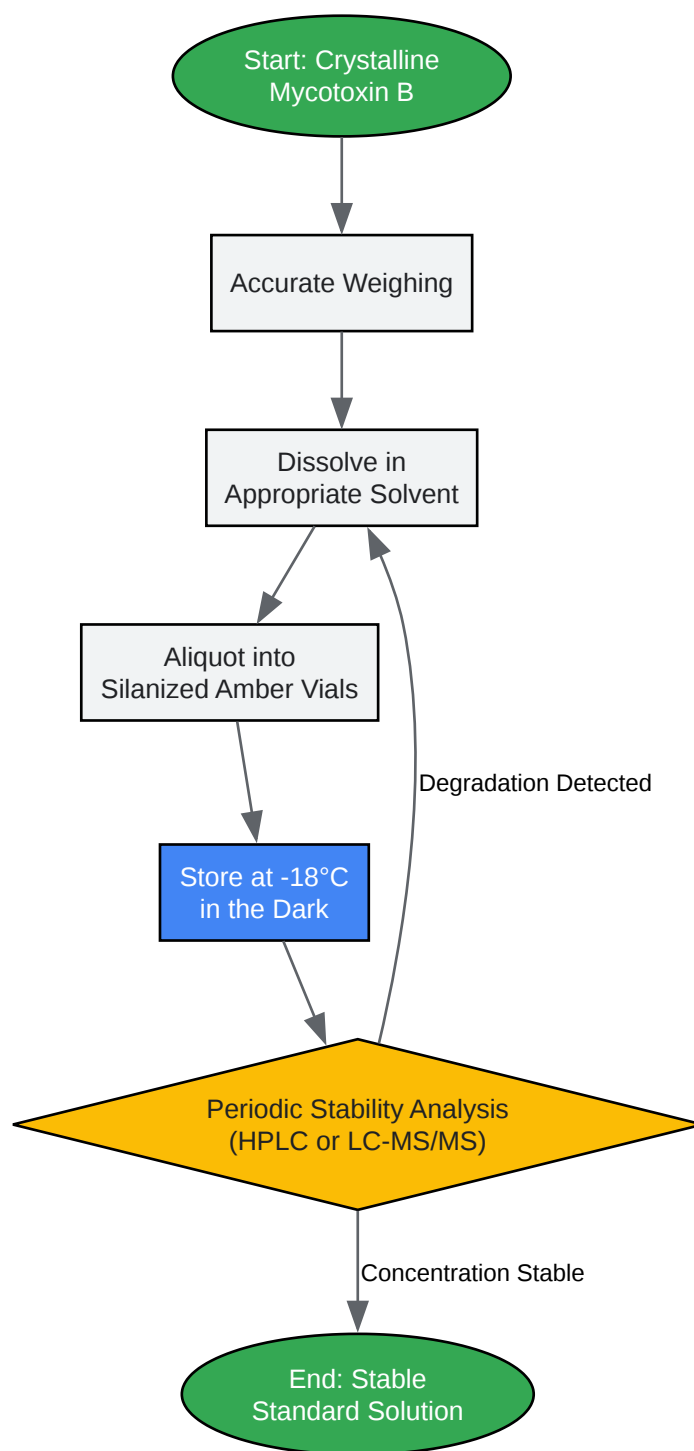 Start: Crystalline
Mycotoxin B
Accurate Weighing
Dissolve in
Appropriate Solvent
Aliquot into
Silanized Amber Vials
Degradation Detected
Store at -18°C
in the Dark
Periodic Stability Analysis
(HPLC or LC-MS/MS)
Concentration Stable
End: Stable
Standard Solution